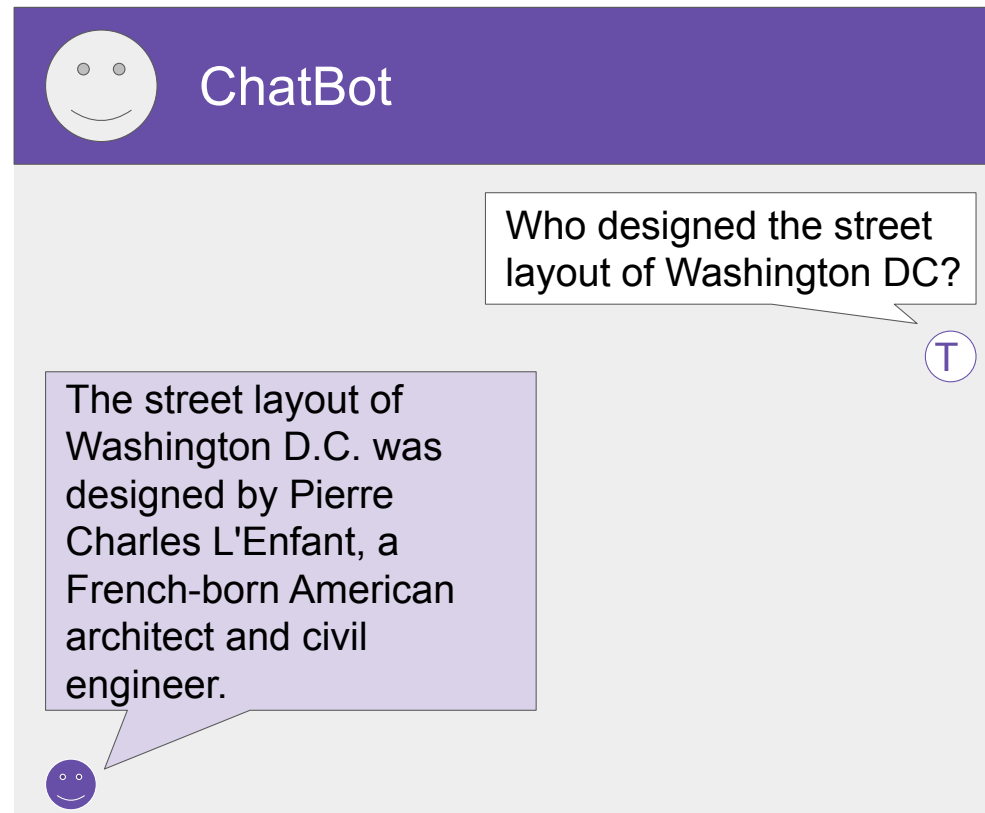 ChatBot
Who designed the street
layout of Washington DC?
T
The street layout of
Washington D.C. was
designed by Pierre
Charles L'Enfant, a
French-born American
architect and civil
engineer.